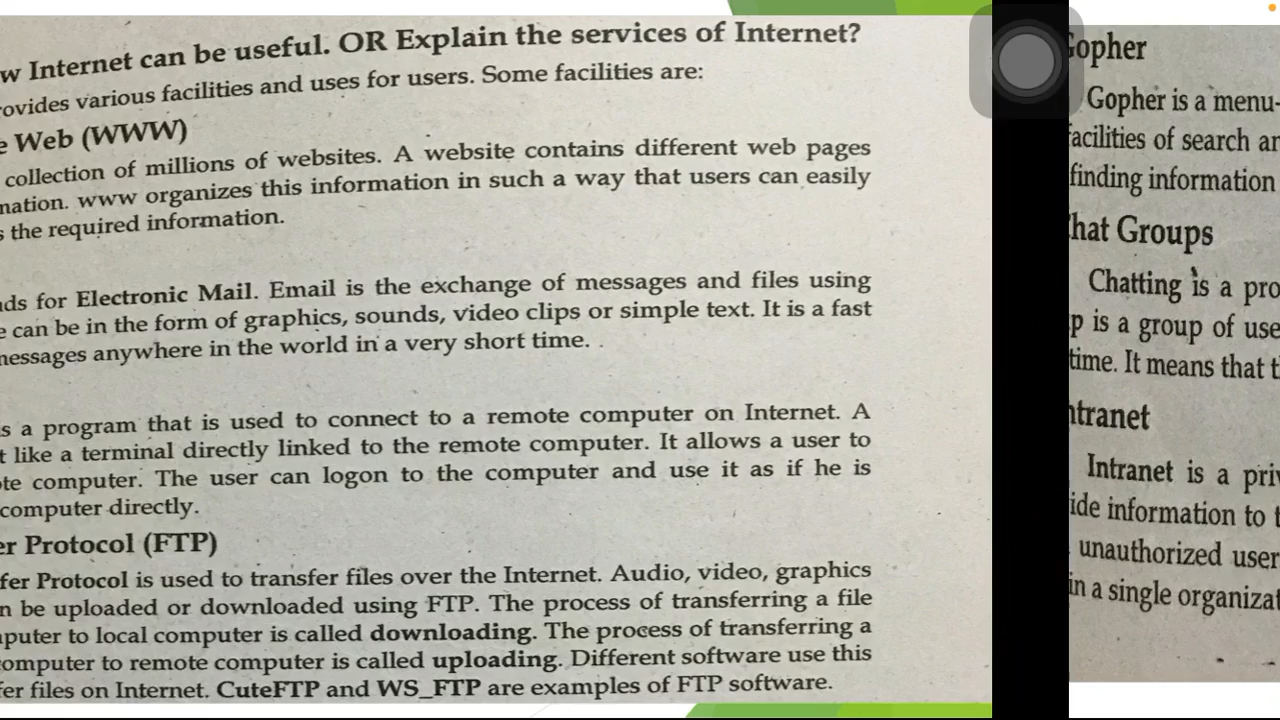 w Internet can be useful. OR Explain the services of Internet?
rovides various facilities and uses for users. Some facilities are:
e Web (WWW)
collection of millions of websites. A website contains different web pages
mation. www organizes this information in such a way that users can easily
s the required information.
nds for Electronic Mail. Email is the exchange of messages and files using
e can be in the form of graphics, sounds, video clips or simple text. It is a fast
messages anywhere in the world in a very short time.
s a program that is used to connect to a remote computer on Internet. A
t like a terminal directly linked to the remote computer. It allows a user to
ote computer. The user can logon to the computer and use it as if he is
computer directly.
er Protocol (FTP)
fer Protocol is used to transfer files over the Internet. Audio, video, graphics
n be uploaded or downloaded using FTP. The process of transferring a file
mputer to local computer is called downloading. The process of transferring a
computer to remote computer is called uploading. Different software use this
fer files on Internet. CuteFTP and WS_FTP are examples of FTP software.
Gopher
Gopher is a menu-
facilities of search an
finding information
Chat Groups
Chatting is a pro
p is a group of use
time. It means that t
ntranet
Intranet is a priv
ide information to t
unauthorized user
in a single organizat